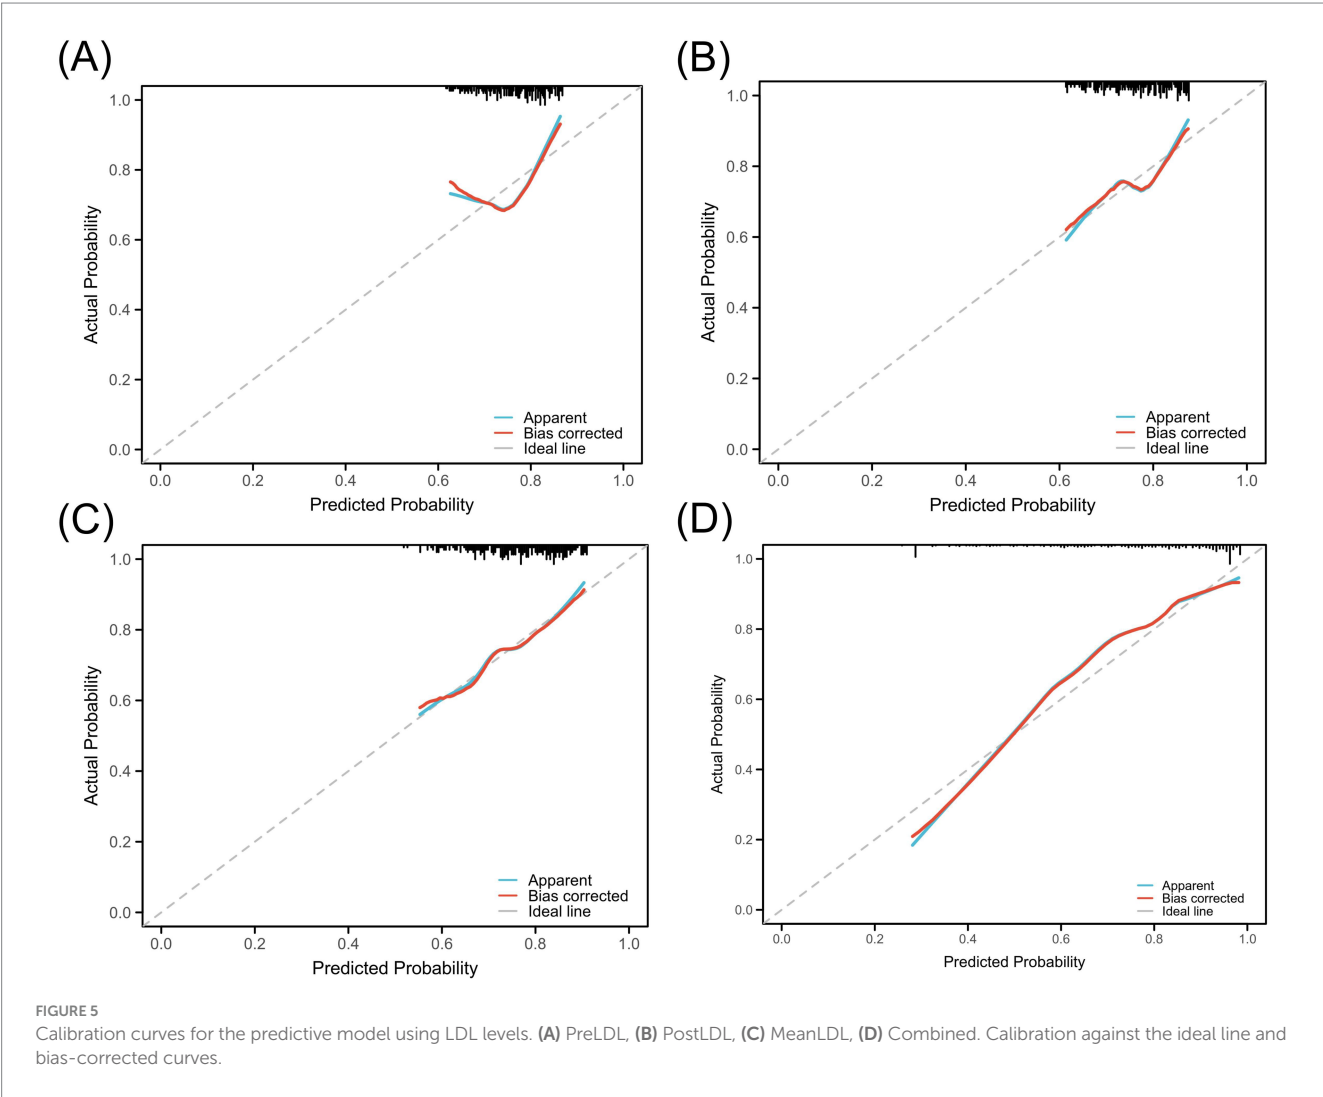 (A)
1.0
0.8
0.6
0.4
0.2
0.0
Actual Probability
Apparent
Bias corrected
Ideal line
0.0 0.2 0.4 0.6 0.8 1.0
Predicted Probability
(B)
1.0
0.8
0.6
0.4
0.2
0.0
Actual Probability
Apparent
Bias corrected
Ideal line
0.0 0.2 0.4 0.6 0.8 1.0
Predicted Probability
(C)
1.0
0.8
0.6
0.4
0.2
0.0
Actual Probability
Apparent
Bias corrected
Ideal line
0.0 0.2 0.4 0.6 0.8 1.0
Predicted Probability
(D)
1.0
0.8
0.6
0.4
0.2
0.0
Actual Probability
Apparent
Bias corrected
Ideal line
0.0 0.2 0.4 0.6 0.8 1.0
Predicted Probability
FIGURE 5
Calibration curves for the predictive model using LDL levels. (A) PreLDL, (B) PostLDL, (C) MeanLDL, (D) Combined. Calibration against the ideal line and
bias-corrected curves.